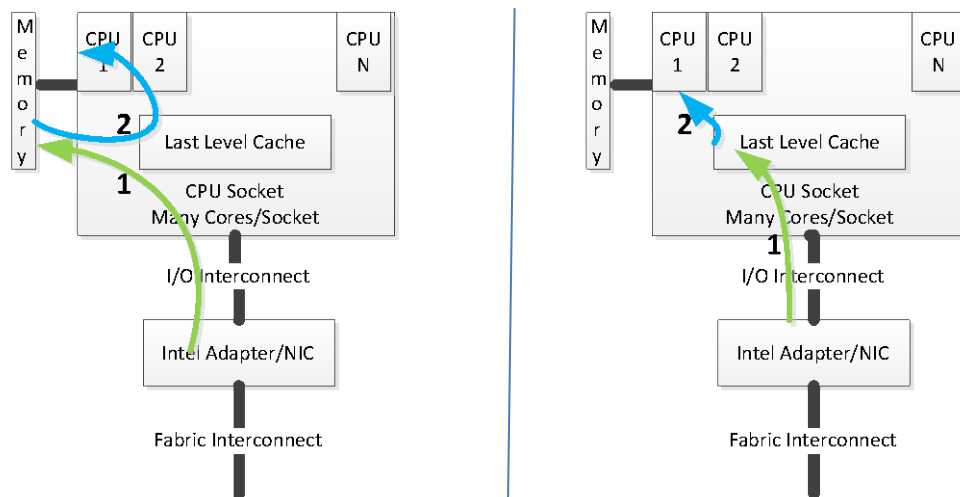 Memory
CPU
1
CPU
2
CPU
N
2
Last Level Cache
1
CPU Socket
Many Cores/Socket
I/O Interconnect
Intel Adapter/NIC
Fabric Interconnect
Memory
CPU
1
CPU
2
CPU
N
2
Last Level Cache
CPU Socket
Many Cores/Socket
1
I/O Interconnect
Intel Adapter/NIC
Fabric Interconnect